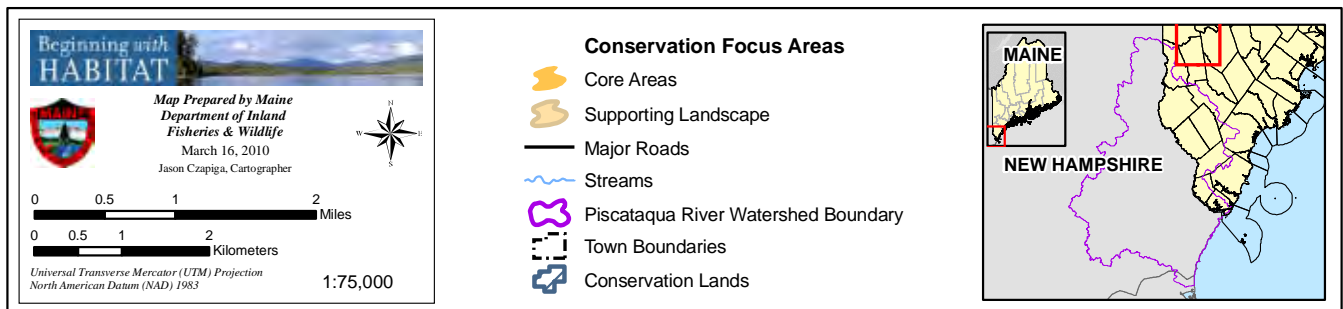 Beginning with
HABITAT
MAINE
Map Prepared by Maine
Department of Inland
Fisheries & Wildlife
March 16, 2010
Jason Czapiga, Cartographer
N
W E
S
0 0.5 1 2
Miles
0 0.5 1 2
Kilometers
Universal Transverse Mercator (UTM) Projection
North American Datum (NAD) 1983
1:75,000
Conservation Focus Areas
Core Areas
Supporting Landscape
Major Roads
Streams
Piscataqua River Watershed Boundary
Town Boundaries
Conservation Lands
MAINE
NEW HAMPSHIRE